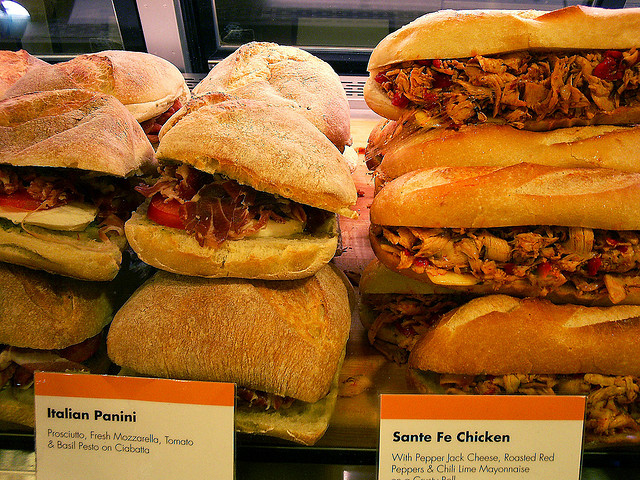 Italian Panini
Prosciutto, Fresh Mozzarella, Tomato
& Basil Pesto on Ciabatta
Sante Fe Chicken
With Pepper Jack Cheese, Roasted Red
Peppers & Chili Lime Mayonnaise